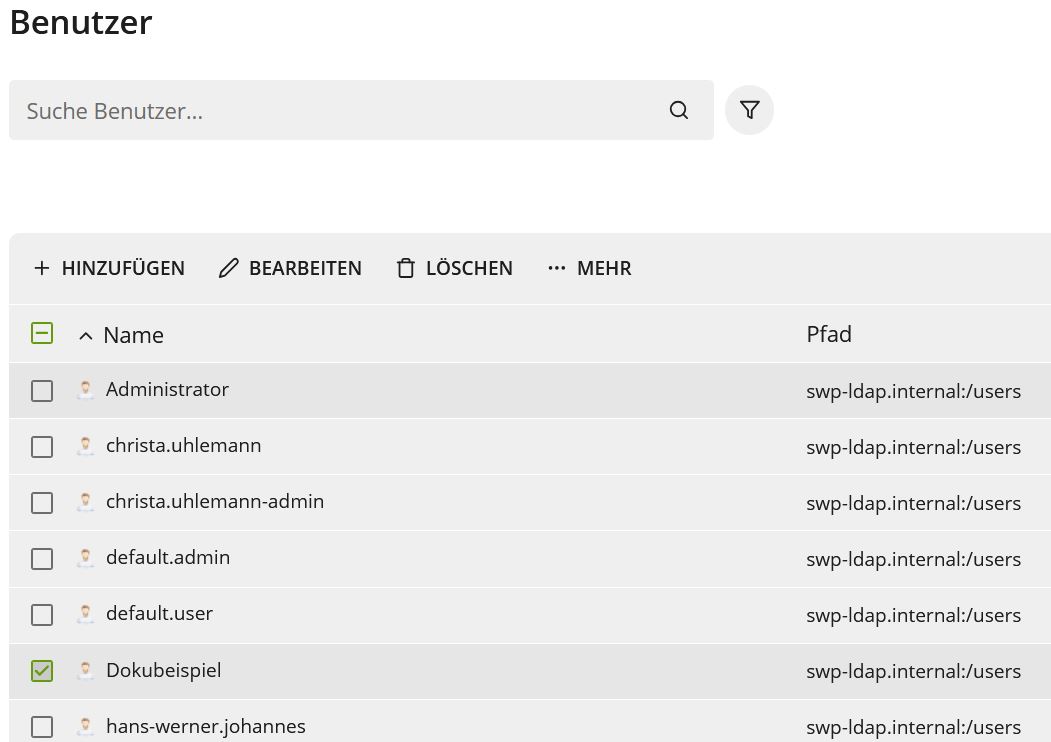 Benutzer
Suche Benutzer...
HINZUFÜGEN BEARBEITEN LÖSCHEN MEHR
Name Pfad
Administrator swp-ldap.internal:/users
christa.uhlemann swp-ldap.internal:/users
christa.uhlemann-admin swp-ldap.internal:/users
default.admin swp-ldap.internal:/users
default.user swp-ldap.internal:/users
Dokubeispiel swp-ldap.internal:/users
hans-werner.johannes swp-ldap.internal:/users